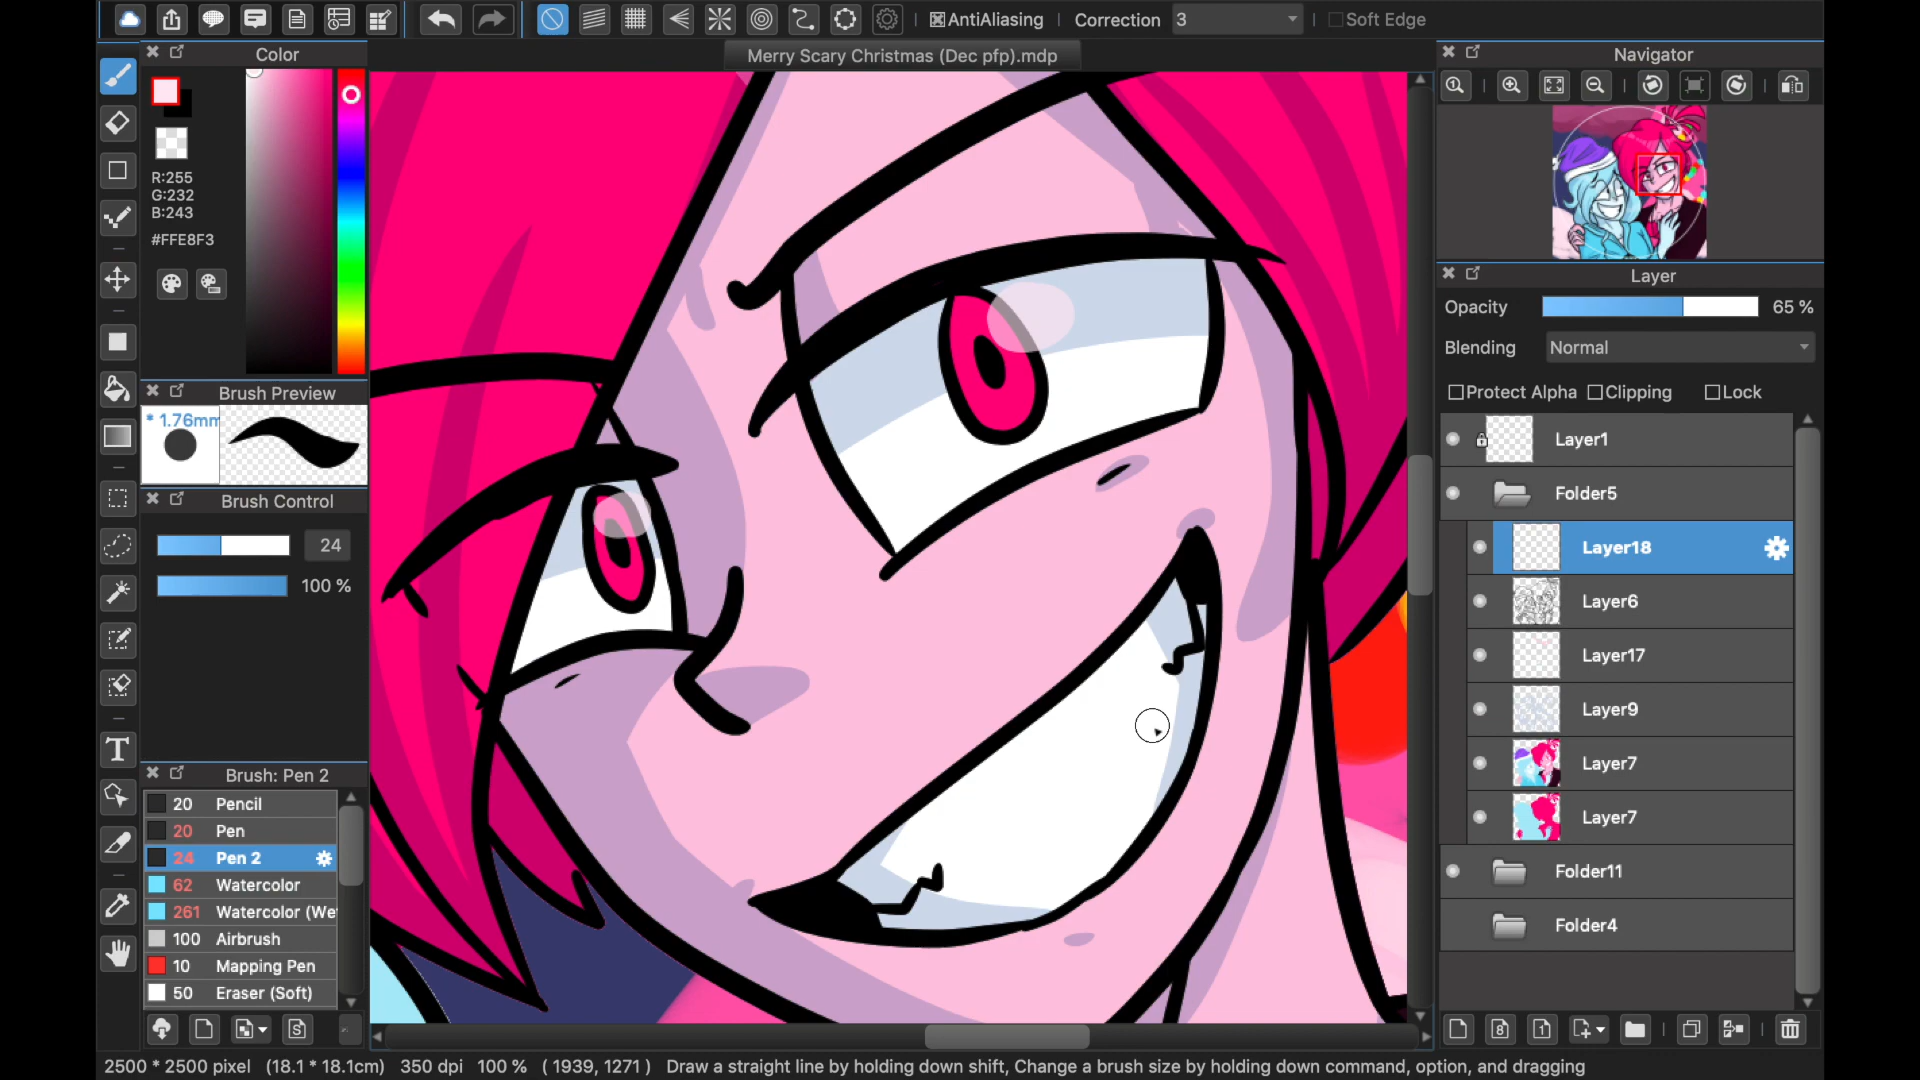 AntiAliasing
Correction
3
Soft Edge
Merry Scary Christmas (Dec pfp).mdp
Color
R:255
G:232
B:243
#FFE8F3
Brush Preview
* 1.76mm
Brush Control
24
100 %
Brush: Pen 2
20 Pencil
20 Pen
24 Pen 2
62 Watercolor
261 Watercolor (We
100 Airbrush
10 Mapping Pen
50 Eraser (Soft)
Navigator
Layer
Opacity 65 %
Blending Normal
Protect Alpha Clipping Lock
Layer1
Folder5
Layer18
Layer6
Layer17
Layer9
Layer7
Layer7
Folder11
Folder4
2500 * 2500 pixel (18.1 * 18.1cm) 350 dpi 100 % ( 1939, 1271 ) Draw a straight line by holding down shift, Change a brush size by holding down command, option, and dragging